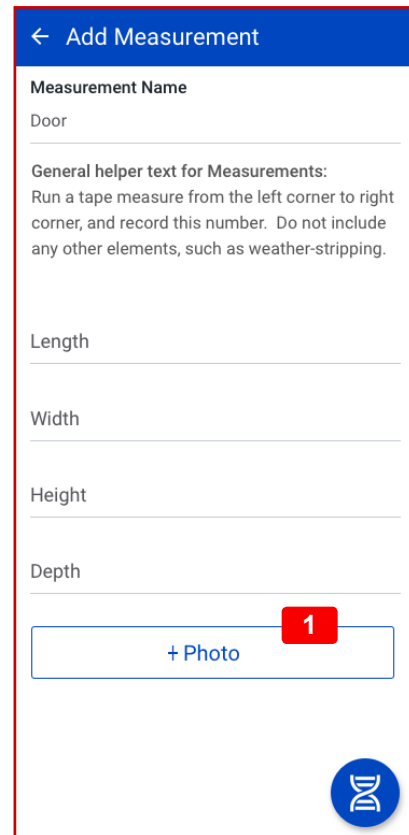 ← Add Measurement
Measurement Name
Door
General helper text for Measurements:
Run a tape measure from the left corner to right
corner, and record this number.  Do not include
any other elements, such as weather-stripping.
Length
Width
Height
Depth
1
+ Photo